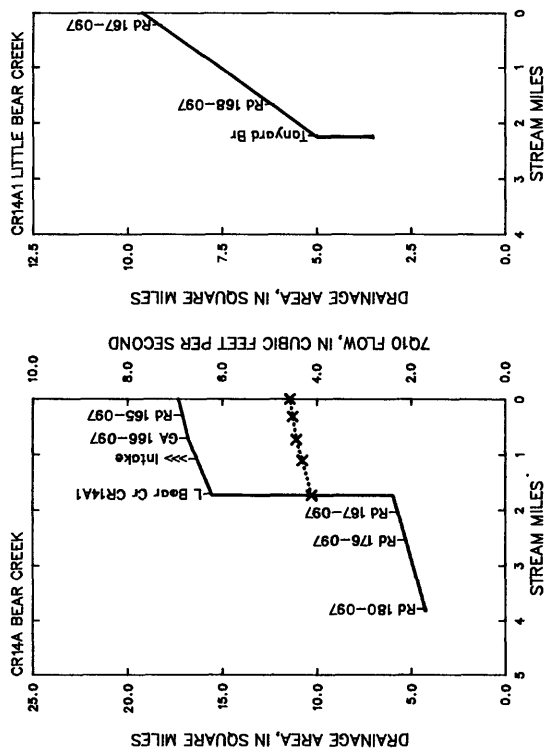 CR14A BEAR CREEK
DRAINAGE AREA, IN SQUARE MILES
25.0
20.0
15.0
10.0
5.0
0.0
7Q10 FLOW, IN CUBIC FEET PER SECOND
10.0
8.0
6.0
4.0
2.0
0.0
STREAM MILES
5
4
3
2
1
0
Rd 180-097
Rd 176-097
Rd 167-097
L Bear Cr CR14A1
>>> Intake
GA 166-097
Rd 165-097
CR14A1 LITTLE BEAR CREEK
DRAINAGE AREA, IN SQUARE MILES
12.5
10.0
7.5
5.0
2.5
0.0
STREAM MILES
4
3
2
1
0
Tanyard Br
Rd 168-097
Rd 167-097